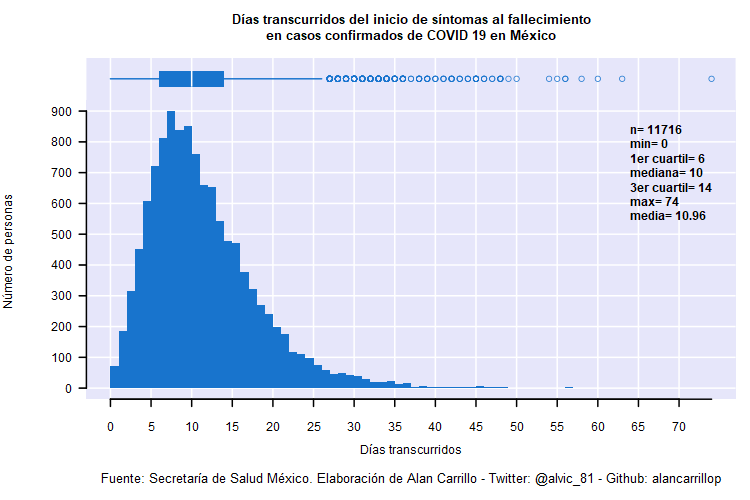 Días transcurridos del inicio de síntomas al fallecimiento
en casos confirmados de COVID 19 en México
n= 11716
min= 0
1er cuartil= 6
mediana= 10
3er cuartil= 14
max= 74
media= 10.96
Número de personas
900
800
700
600
500
400
300
200
100
0
0 5 10 15 20 25 30 35 40 45 50 55 60 65 70
Días transcurridos
Fuente: Secretaría de Salud México. Elaboración de Alan Carrillo - Twitter: @alvic_81 - Github: alancarrillop